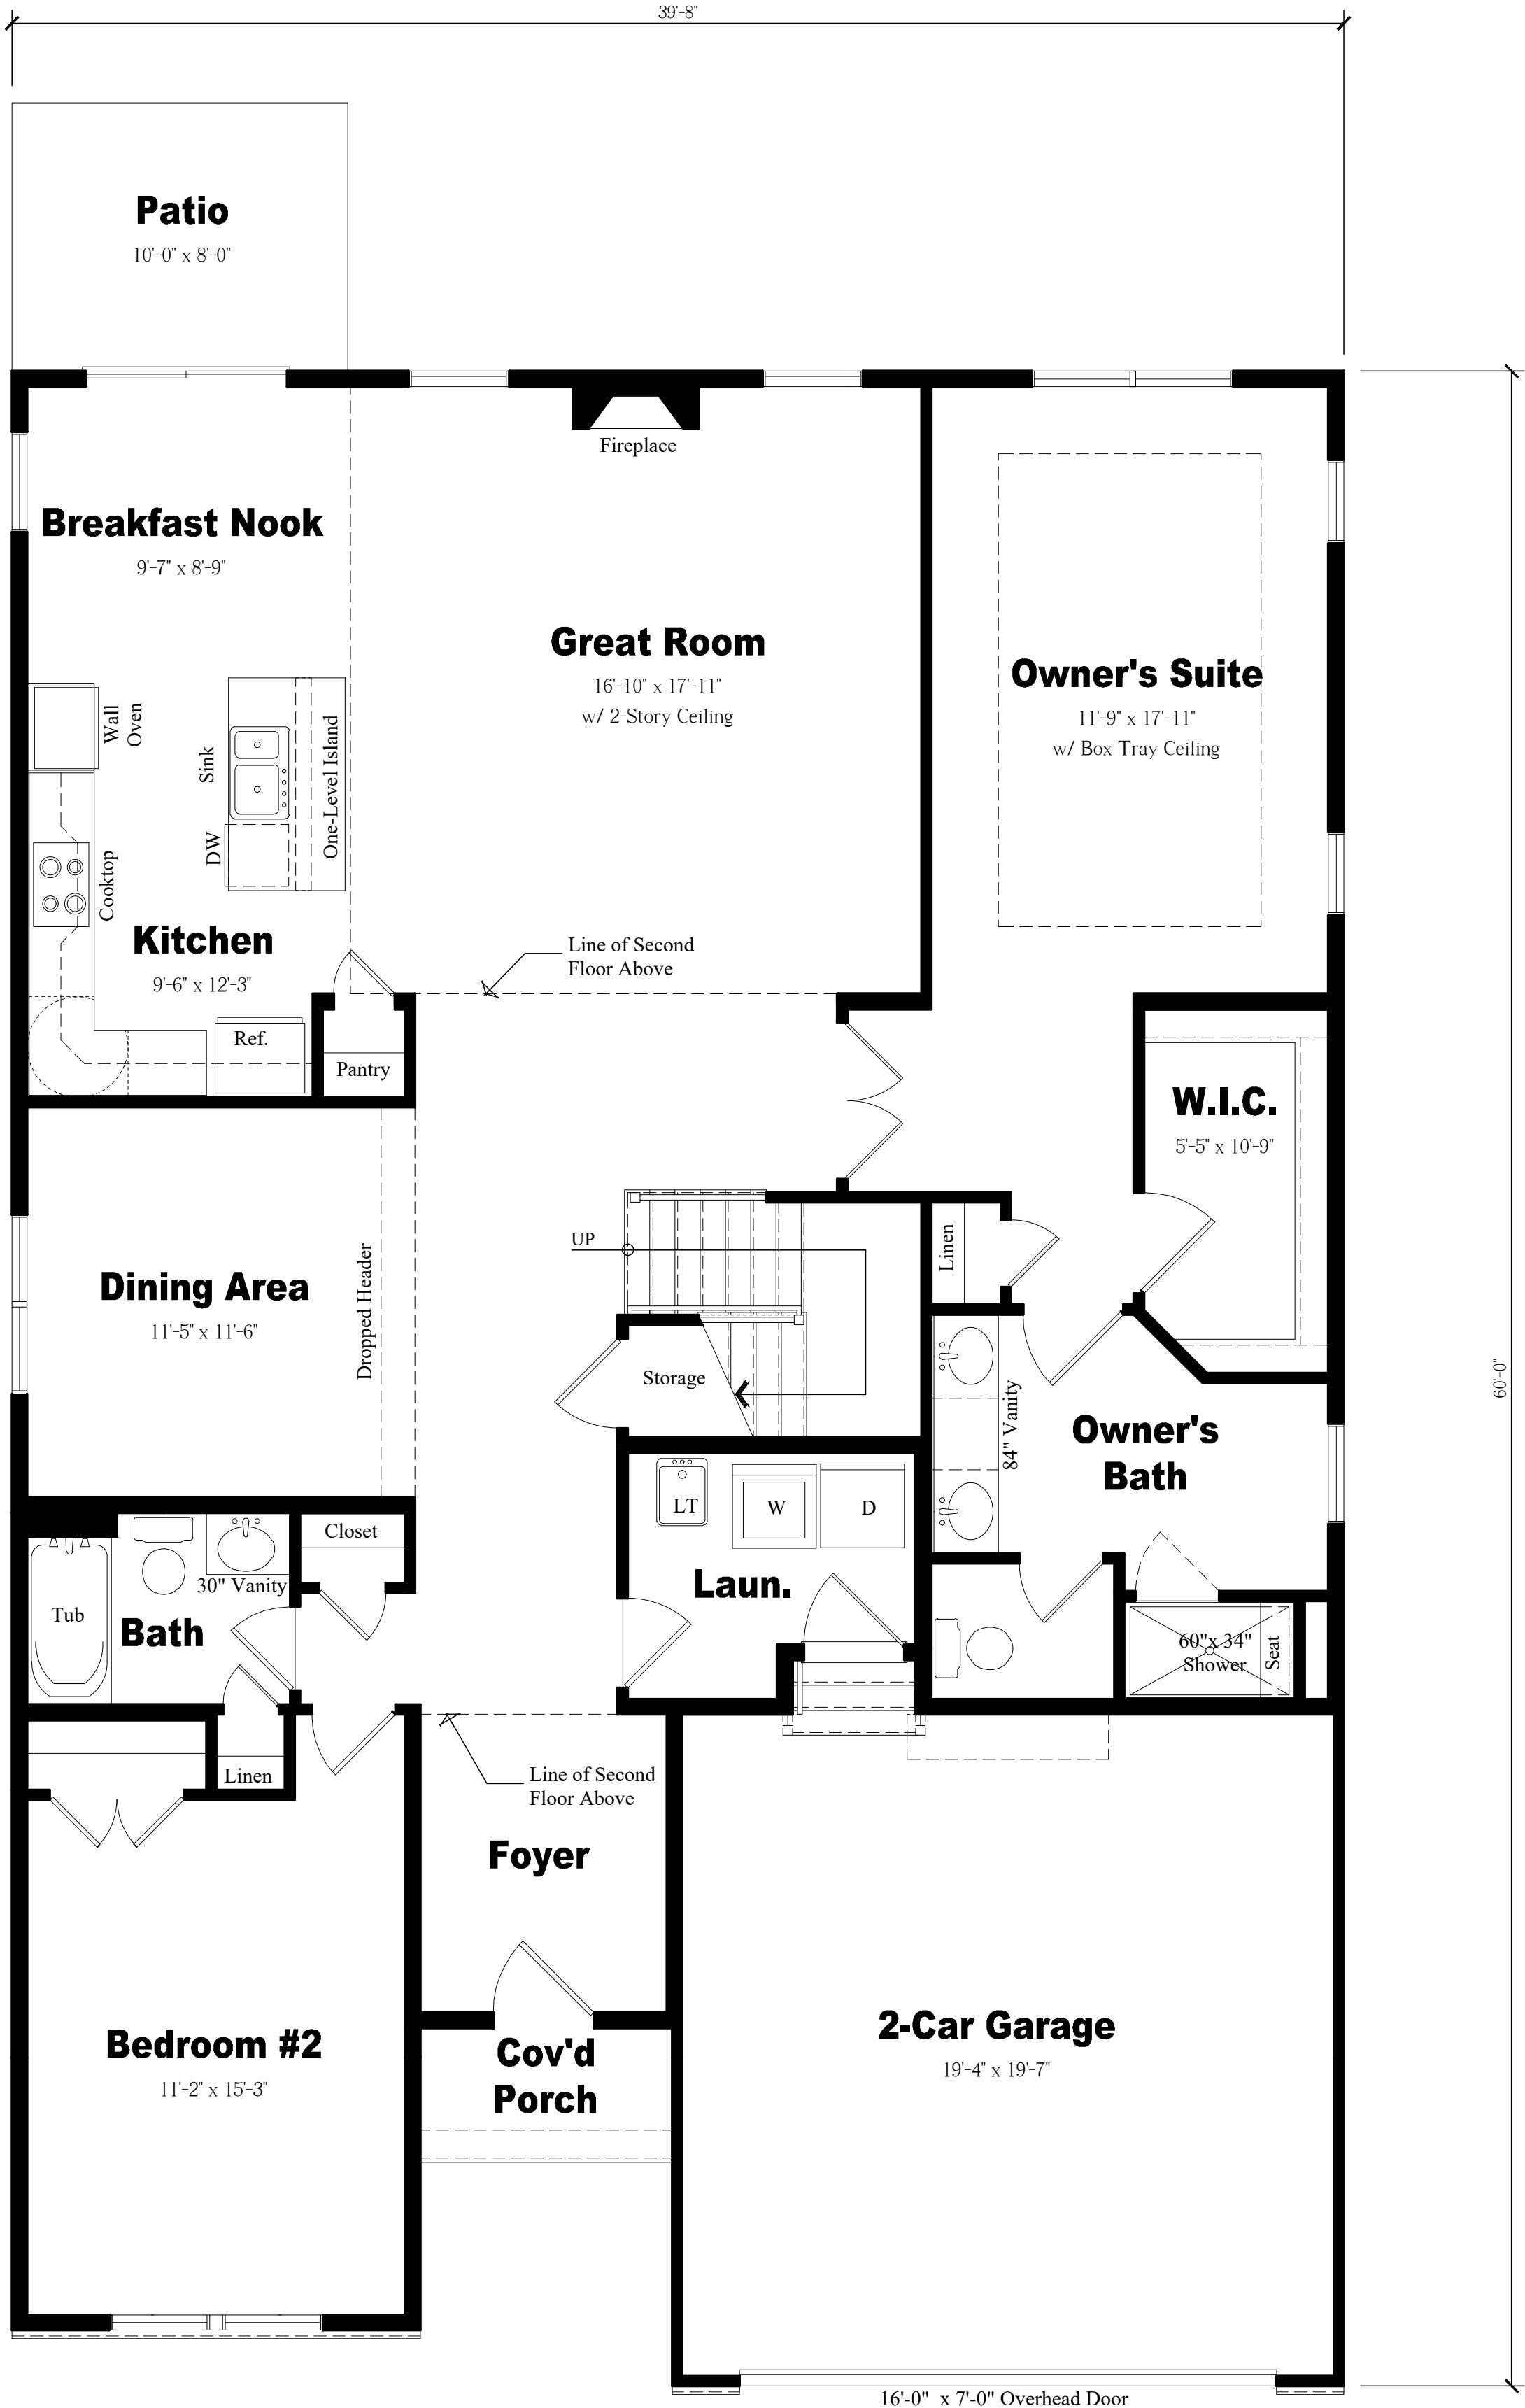 39'-8"
Patio
10'-0" x 8'-0"
Fireplace
Breakfast Nook
9'-7" x 8'-9"
Great Room
16'-10" x 17'-11"
w/ 2-Story Ceiling
Owner's Suite
11'-9" x 17'-11"
w/ Box Tray Ceiling
Wall
Oven
Sink
One-Level Island
DW
Cooktop
Kitchen
9'-6" x 12'-3"
Line of Second
Floor Above
Ref.
Pantry
W.I.C.
5'-5" x 10'-9"
UP
Linen
Dining Area
11'-5" x 11'-6"
Dropped Header
Storage
60'-0"
84" Vanity
Owner's
Bath
LT
W
D
Closet
30" Vanity
Laun.
Tub
Bath
60"x 34"
Shower
Seat
Linen
Line of Second
Floor Above
Foyer
2-Car Garage
19'-4" x 19'-7"
Bedroom #2
11'-2" x 15'-3"
Cov'd
Porch
16'-0" x 7'-0" Overhead Door